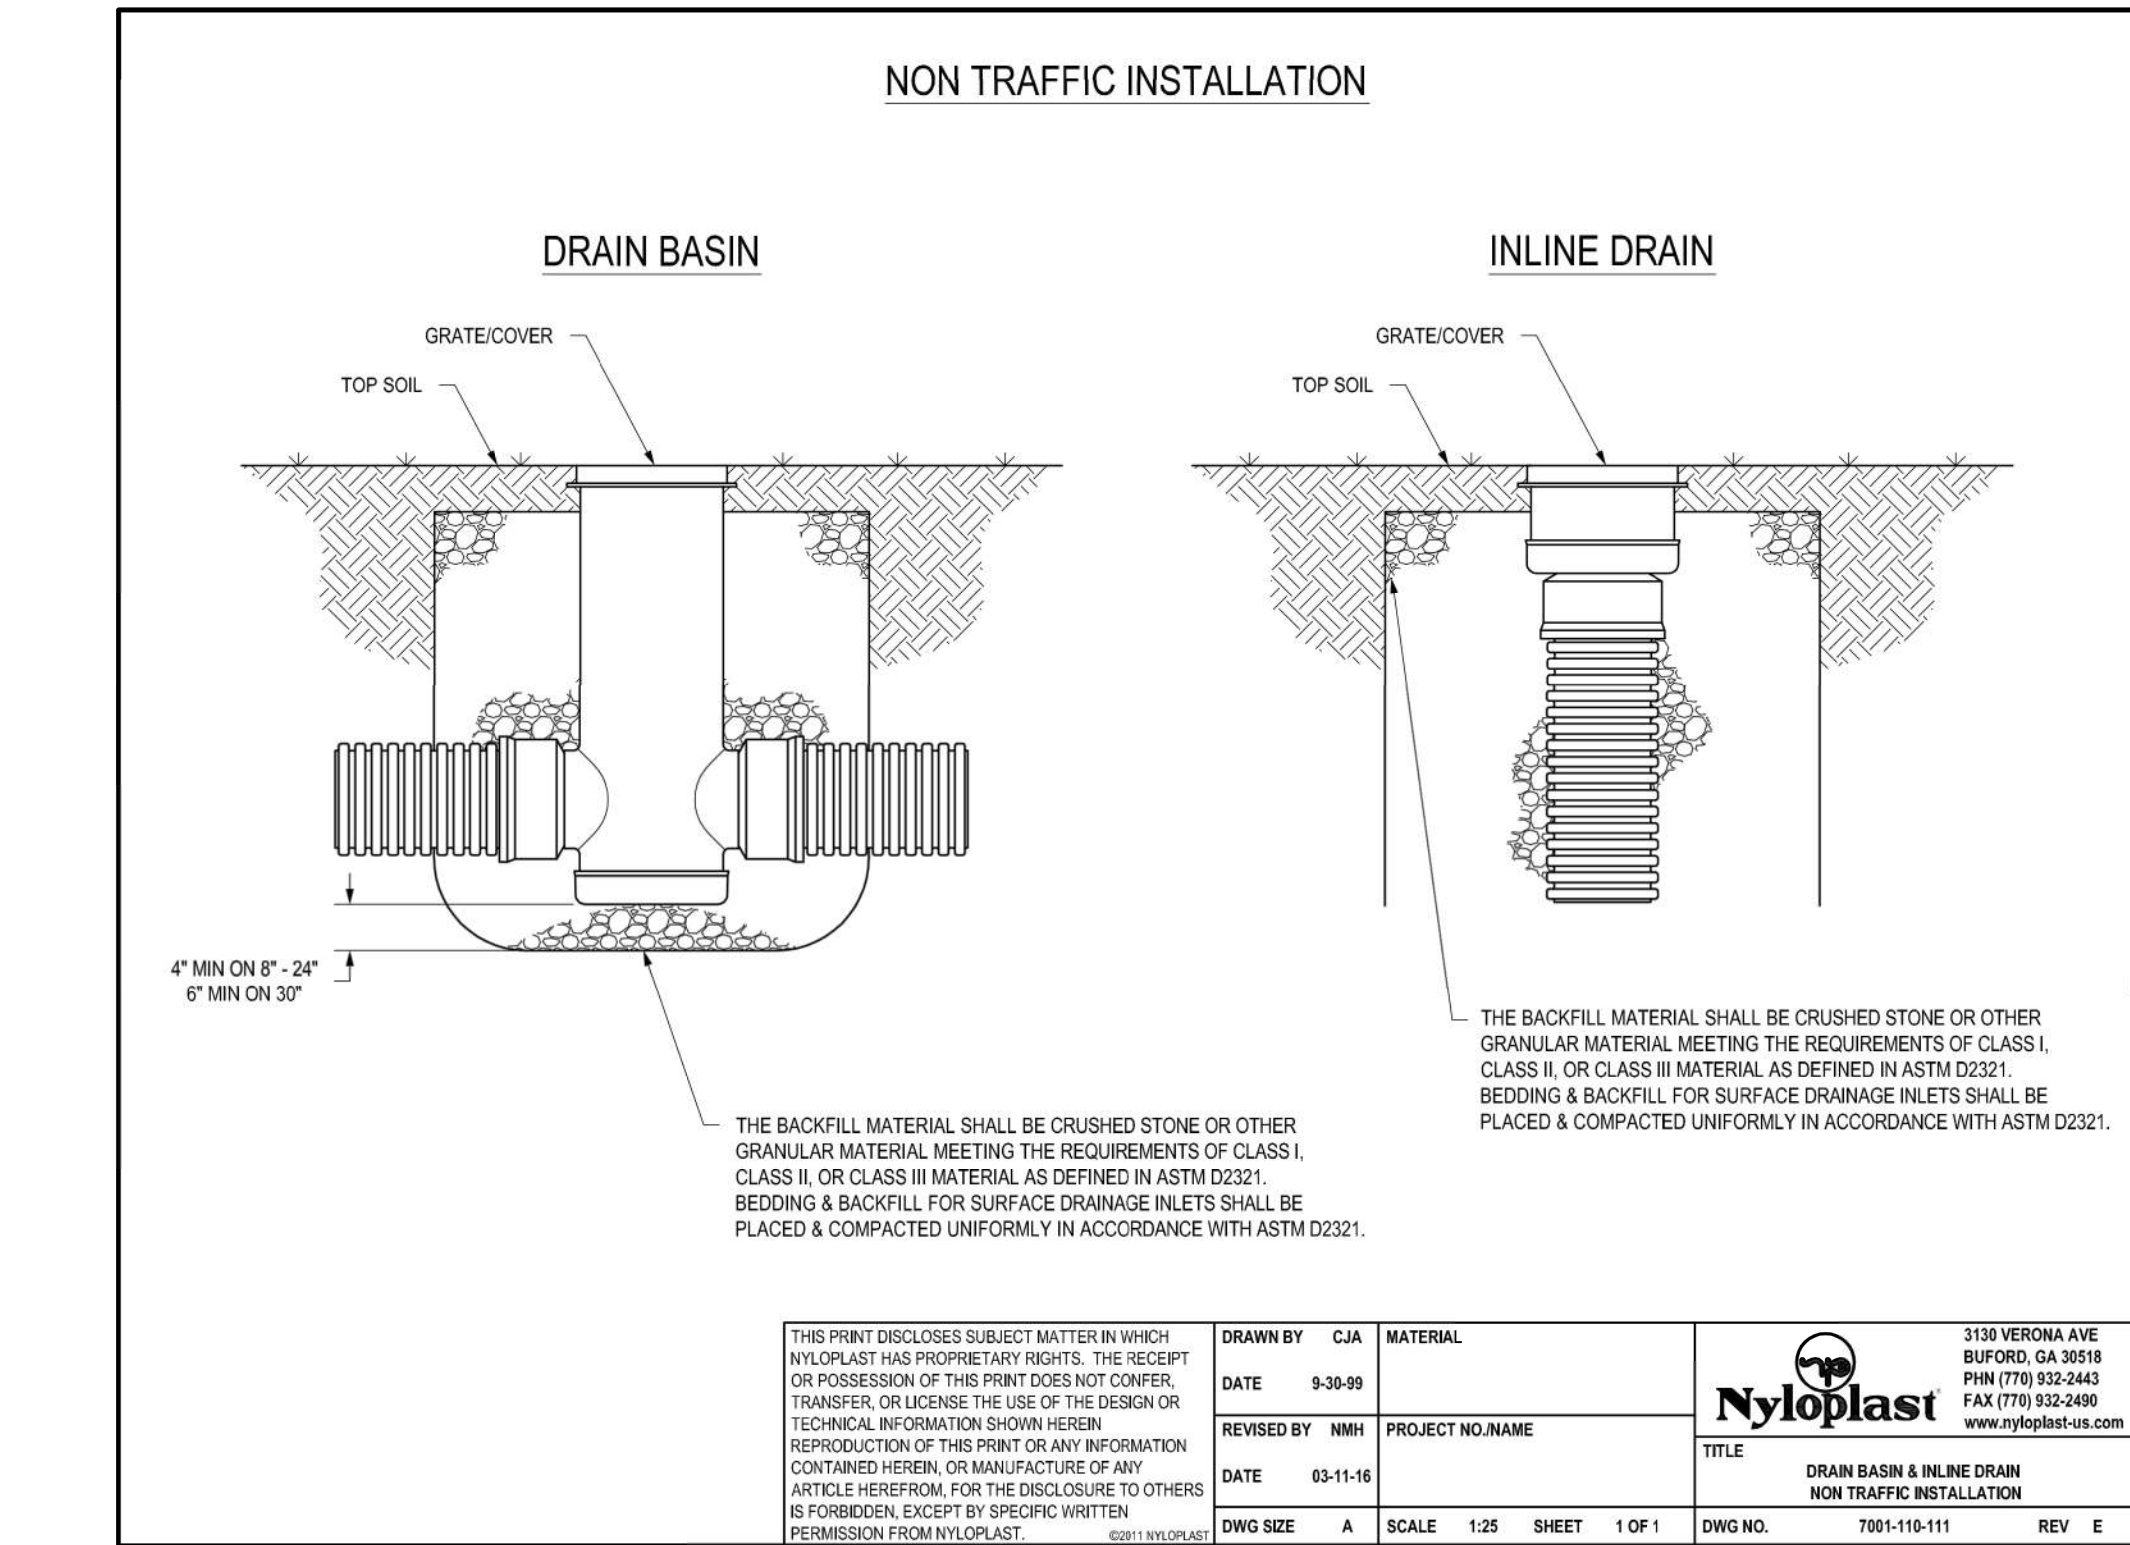 NON TRAFFIC INSTALLATION
DRAIN BASIN
GRATE/COVER
TOP SOIL
4" MIN ON 8" - 24"
6" MIN ON 30"
THE BACKFILL MATERIAL SHALL BE CRUSHED STONE OR OTHER
GRANULAR MATERIAL MEETING THE REQUIREMENTS OF CLASS I,
CLASS II, OR CLASS III MATERIAL AS DEFINED IN ASTM D2321.
BEDDING & BACKFILL FOR SURFACE DRAINAGE INLETS SHALL BE
PLACED & COMPACTED UNIFORMLY IN ACCORDANCE WITH ASTM D2321.
INLINE DRAIN
GRATE/COVER
TOP SOIL
THE BACKFILL MATERIAL SHALL BE CRUSHED STONE OR OTHER
GRANULAR MATERIAL MEETING THE REQUIREMENTS OF CLASS I,
CLASS II, OR CLASS III MATERIAL AS DEFINED IN ASTM D2321.
BEDDING & BACKFILL FOR SURFACE DRAINAGE INLETS SHALL BE
PLACED & COMPACTED UNIFORMLY IN ACCORDANCE WITH ASTM D2321.
THIS PRINT DISCLOSES SUBJECT MATTER IN WHICH
NYLOPLAST HAS PROPRIETARY RIGHTS. THE RECEIPT
OR POSSESSION OF THIS PRINT DOES NOT CONFER,
TRANSFER, OR LICENSE THE USE OF THE DESIGN OR
TECHNICAL INFORMATION SHOWN HEREIN
REPRODUCTION OF THIS PRINT OR ANY INFORMATION
CONTAINED HEREIN, OR MANUFACTURE OF ANY
ARTICLE HEREFROM, FOR THE DISCLOSURE TO OTHERS
IS FORBIDDEN, EXCEPT BY SPECIFIC WRITTEN
PERMISSION FROM NYLOPLAST. ©2011 NYLOPLAST
DRAWN BY CJA
DATE 9-30-99
REVISED BY NMH
DATE 03-11-16
DWG SIZE A
MATERIAL
PROJECT NO./NAME
SCALE 1:25 SHEET 1 OF 1
Nyloplast
3130 VERONA AVE
BUFORD, GA 30518
PHN (770) 932-2443
FAX (770) 932-2490
www.nyloplast-us.com
TITLE
DRAIN BASIN & INLINE DRAIN
NON TRAFFIC INSTALLATION
DWG NO. 7001-110-111 REV E